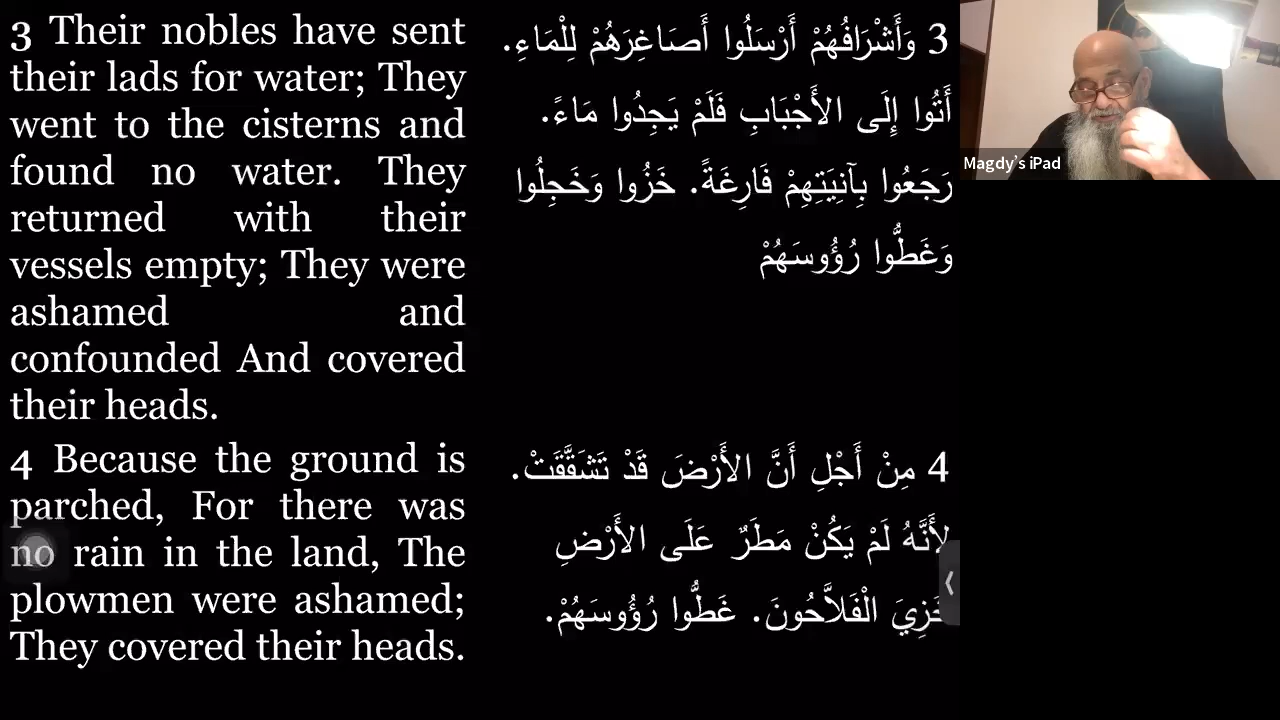 3 Their nobles have sent
their lads for water; They
went to the cisterns and
found no water. They
returned with their
vessels empty; They were
ashamed and
confounded And covered
their heads.
4 Because the ground is
parched, For there was
no rain in the land, The
plowmen were ashamed;
They covered their heads.
3 وَأَشْرَافُهُمْ أَرْسَلُوا أَصَاغِرَهُمْ لِلْمَاءِ.
أَتُوا إِلَى الأَجْبَابِ فَلَمْ يَجِدُوا مَاءً.
رَجَعُوا بِآنِيَتِهِمْ فَارِغَةً. خَزُوا وَخَجِلُوا
وَغَطُّوا رُؤُوسَهُمْ
4 مِنْ أَجْلِ أَنَّ الأَرْضَ قَدْ تَشَقَّقَتْ.
لأَنَّهُ لَمْ يَكُنْ مَطَرٌ عَلَى الأَرْضِ
خَزِيَ الْفَلاَّحُونَ. غَطُّوا رُؤُوسَهُمْ.
Magdy's iPad